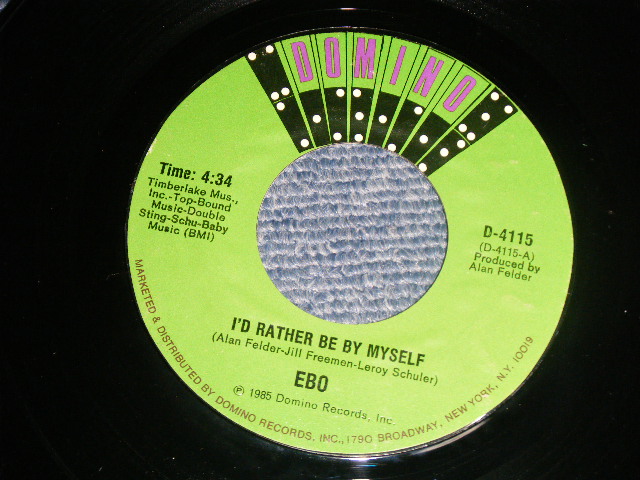 DOMINO
Time: 4:34
Timberlake Mus.,
Inc.-Top-Bound
Music-Double
Sting-Schu-Baby
Music (BMI)
D-4115
(D-4115-A)
Produced by
Alan Felder
I'D RATHER BE BY MYSELF
(Alan Felder-Jill Freemen-Leroy Schuler)
EBO
℗ 1985 Domino Records, Inc.
MARKETED & DISTRIBUTED BY DOMINO RECORDS, INC., 1790 BROADWAY, NEW YORK, N.Y. 10019